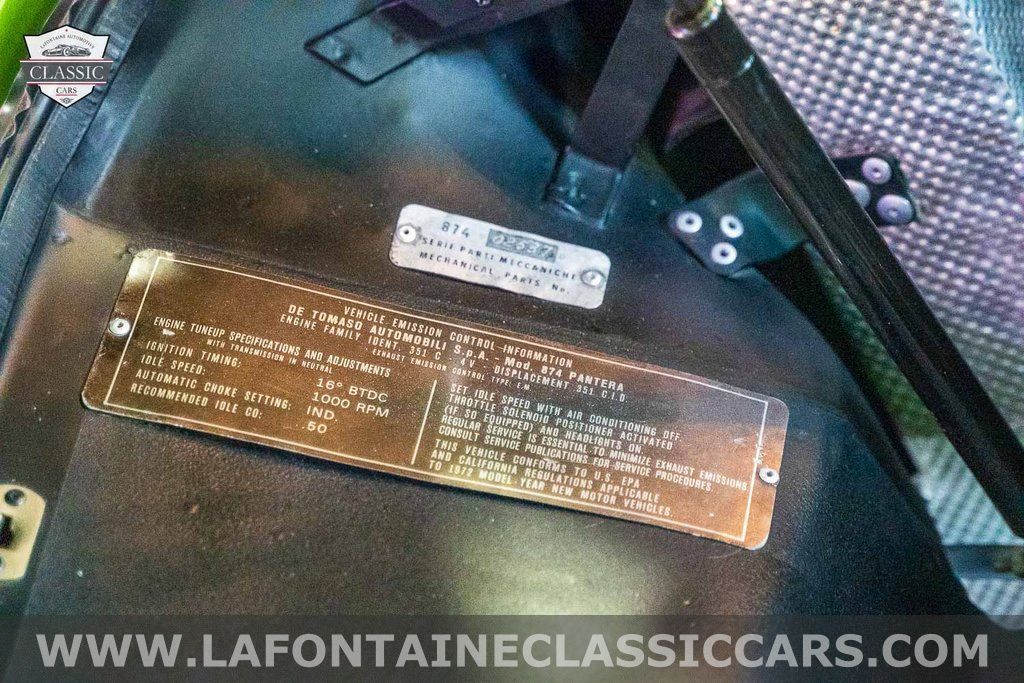 LAFONTAINE AUTOMOTIVE
CLASSIC
CARS
874
SERIE PARTI MECCANICHE
MECHANICAL PARTS No.
VEHICLE EMISSION CONTROL INFORMATION
DE TOMASO AUTOMOBILI S.p.A. - Mod. 874 PANTERA
ENGINE FAMILY IDENT. 351 C - 4V - DISPLACEMENT 351 C.I.D.
EXHAUST EMISSION CONTROL TYPE: E.M.
ENGINE TUNEUP SPECIFICATIONS AND ADJUSTMENTS
WITH TRANSMISSION IN NEUTRAL
IGNITION TIMING: 16° BTDC
IDLE SPEED: 1000 RPM
AUTOMATIC CHOKE SETTING: IND.
RECOMMENDED IDLE CO: .50
SET IDLE SPEED WITH AIR CONDITIONING OFF,
THROTTLE SOLENOID POSITIONER ACTIVATED
(IF SO EQUIPPED) AND HEADLIGHTS ON.
REGULAR SERVICE IS ESSENTIAL TO MINIMIZE EXHAUST EMISSIONS
CONSULT SERVICE PUBLICATIONS FOR SERVICE PROCEDURES.
THIS VEHICLE CONFORMS TO U.S. EPA
AND CALIFORNIA REGULATIONS APPLICABLE
TO 1972 MODEL YEAR NEW MOTOR VEHICLES.
WWW.LAFONTAINECLASSICCARS.COM